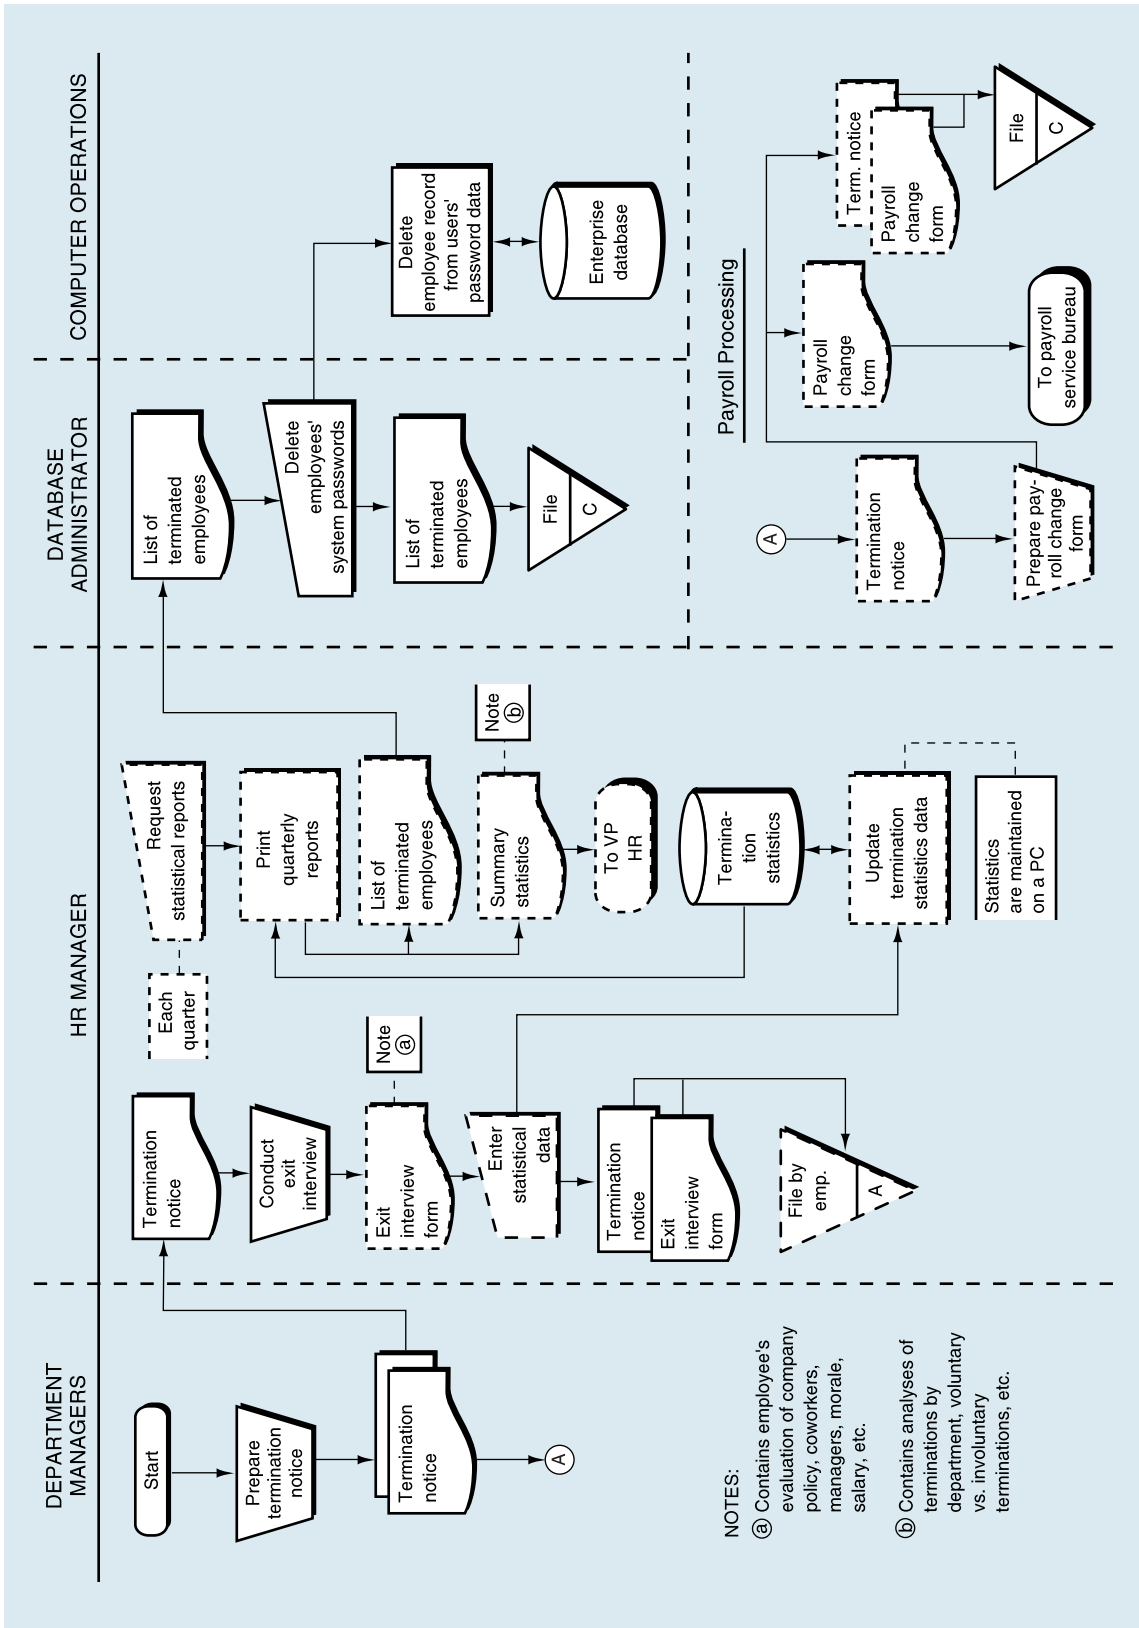 DEPARTMENT
MANAGERS
HR MANAGER
DATABASE
ADMINISTRATOR
COMPUTER OPERATIONS
Start
Prepare
termination
notice
Termination
notice
A
NOTES:
a Contains employee's
evaluation of company
policy, coworkers,
managers, morale,
salary, etc.
b Contains analyses of
terminations by
department, voluntary
vs. involuntary
terminations, etc.
Termination
notice
Conduct
exit
interview
Exit
interview
form
Note
a
Enter
statistical
data
Termination
notice
Exit
interview
form
File by
emp.
A
Each
quarter
Request
statistical reports
Print
quarterly
reports
List of
terminated
employees
Summary
statistics
Note
b
To VP
HR
Termina-
tion
statistics
Update
termination
statistics data
Statistics
are maintained
on a PC
List of
terminated
employees
Delete
employees'
system passwords
List of
terminated
employees
File
C
Delete
employee record
from users'
password data
Enterprise
database
Payroll Processing
A
Termination
notice
Prepare pay-
roll change
form
Payroll
change
form
To payroll
service bureau
Term. notice
Payroll
change
form
File
C